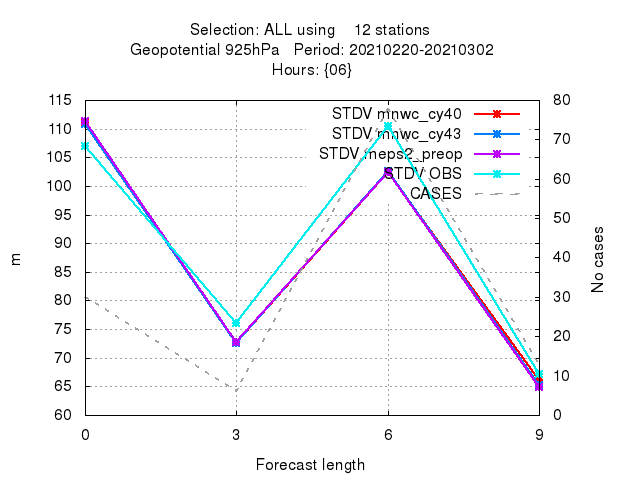 Selection: ALL using    12 stations
Geopotential 925hPa   Period: 20210220-20210302
Hours: {06}
115
110
105
100
95
90
85
80
75
70
65
60
80
70
60
50
40
30
20
10
0
STDV mnwc_cy40
STDV mnwc_cy43
STDV meps2_preop
STDV OBS
CASES
m
No cases
0 3 6 9
Forecast length